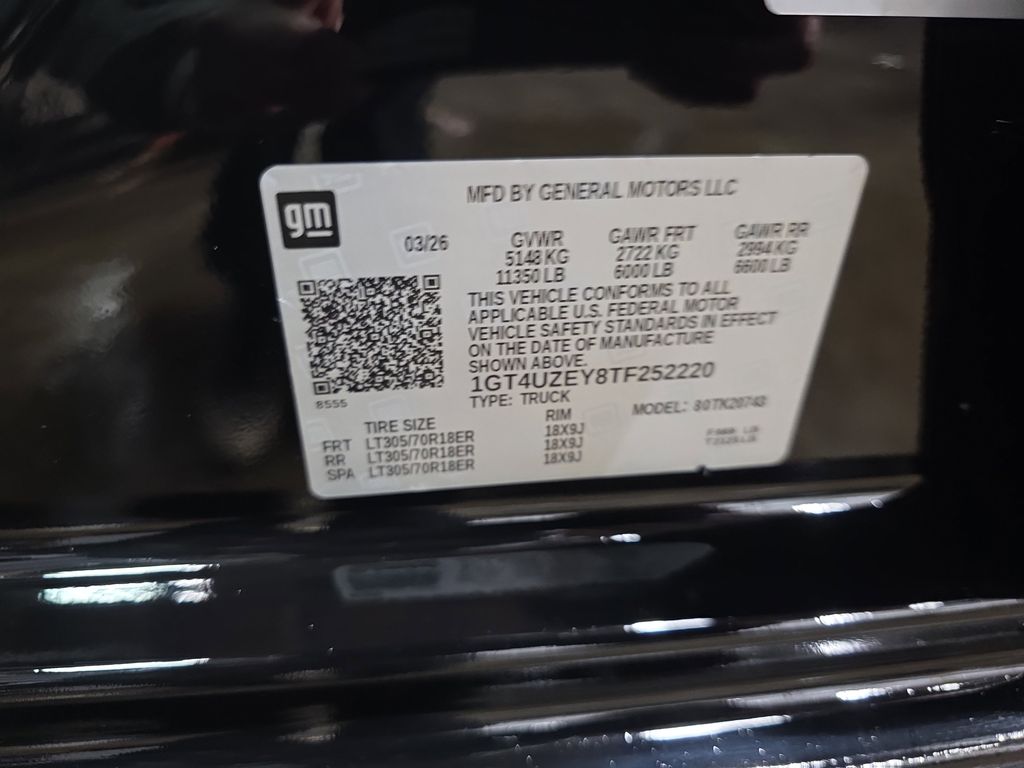 gm
MFD BY GENERAL MOTORS LLC
03/26 GVWR GAWR FRT GAWR RR
5148 KG 2722 KG 2994 KG
11350 LB 6000 LB 6600 LB
THIS VEHICLE CONFORMS TO ALL
APPLICABLE U.S. FEDERAL MOTOR
VEHICLE SAFETY STANDARDS IN EFFECT
ON THE DATE OF MANUFACTURE
SHOWN ABOVE.
1GT4UZEY8TF252220
8555
TYPE: TRUCK
MODEL:
TIRE SIZE RIM
FRT LT305/70R18ER 18X9J
RR LT305/70R18ER 18X9J
SPA LT305/70R18ER 18X9J